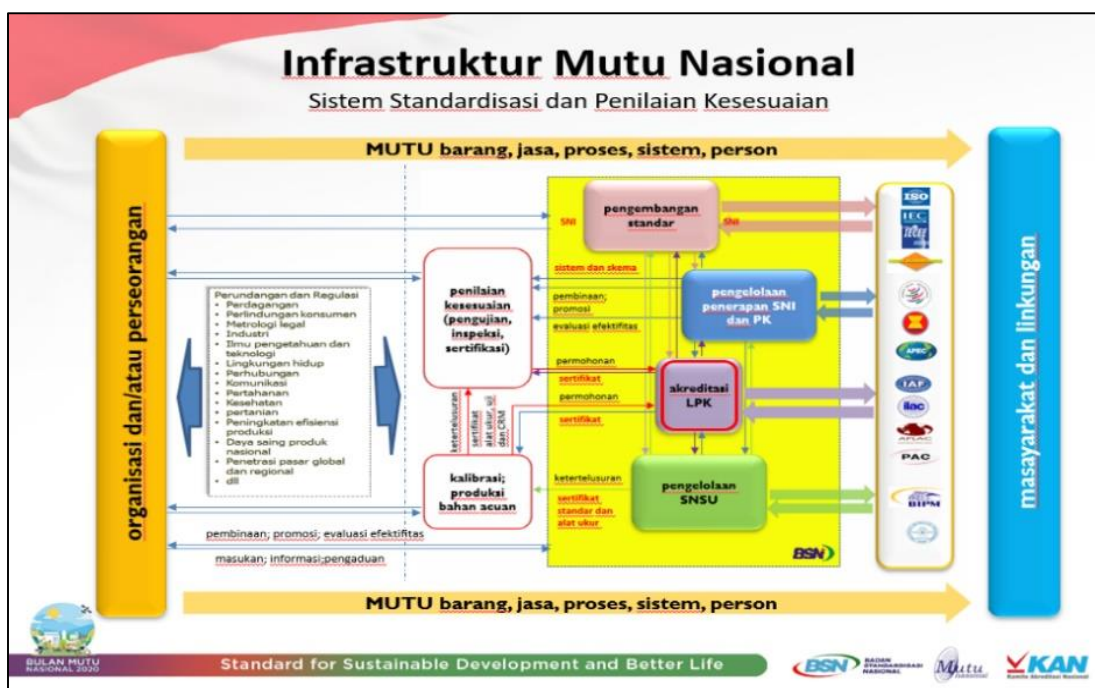 Infrastruktur Mutu Nasional
Sistem Standardisasi dan Penilaian Kesesuaian
MUTU barang, jasa, proses, sistem, person
organisasi dan/atau perseorangan
Perundangan dan Regulasi
• Perdagangan
• Perlindungan konsumen
• Metrologi legal
• Industri
• Ilmu pengetahuan dan
teknologi
• Lingkungan hidup
• Perhubungan
• Komunikasi
• Pertahanan
• Kesehatan
• pertanian
• Peningkatan efisiensi
produksi
• Daya saing produk
nasional
• Penetrasi pasar global
dan regional
• dll
penilaian
kesesuaian
(pengujian,
inspeksi,
sertifikasi)
ketertelusuran
sertifikat
alat ukur, uji
dan CRM
kalibrasi;
produksi
bahan acuan
SNI
pengembangan
standar
SNI
sistem dan skema
pembinaan;
promosi
evaluasi efektifitas
pengelolaan
penerapan SNI
dan PK
permohonan
sertifikat
permohonan
sertifikat
akreditasi
LPK
ketertelusuran
sertifikat
standar dan
alat ukur
pengelolaan
SNSU
BSN
pembinaan; promosi; evaluasi efektifitas
masukan; informasi;pengaduan
ISO
IEC
IECEE
APEC
IAF
ilac
APLAC
PAC
BIPM
masayarakat dan linkungan
MUTU barang, jasa, proses, sistem, person
BULAN MUTU
NASIONAL 2020
Standard for Sustainable Development and Better Life
BSN
BADAN
STANDARDISASI
NASIONAL
Mutu
nasional
KAN
Komite Akreditasi Nasional